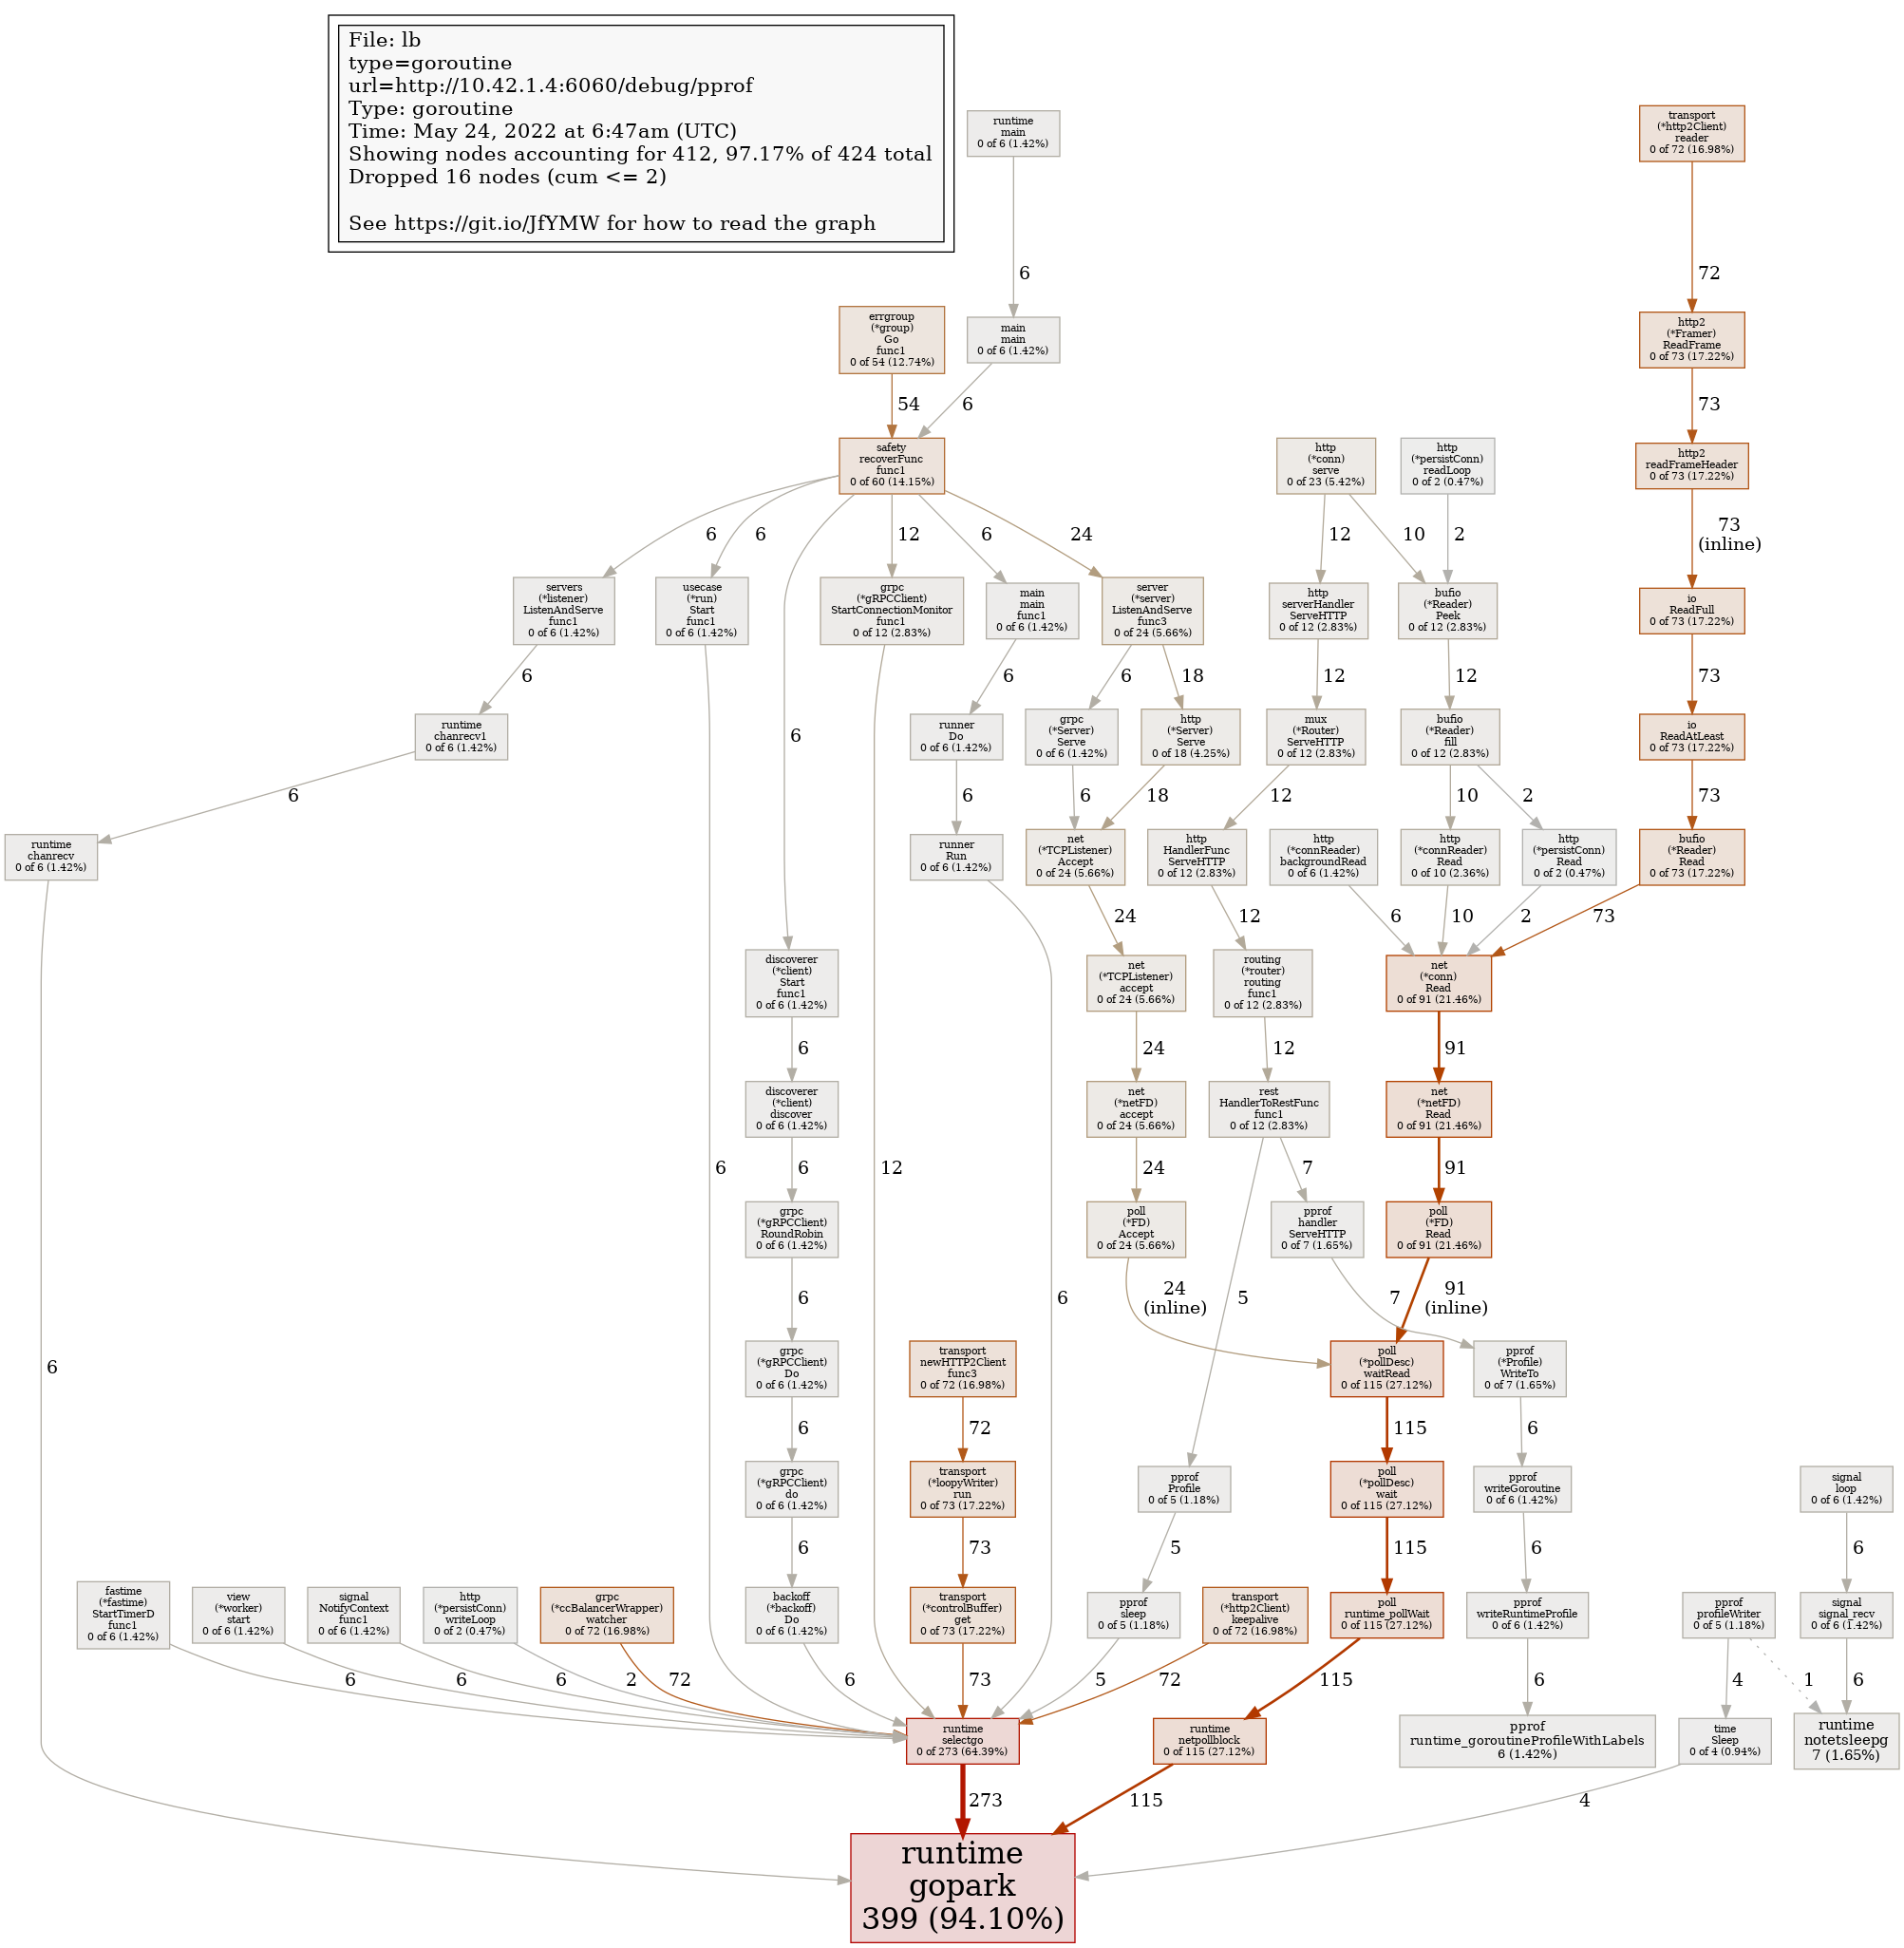 File: lb
type=goroutine
url=http://10.42.1.4:6060/debug/pprof
Type: goroutine
Time: May 24, 2022 at 6:47am (UTC)
Showing nodes accounting for 412, 97.17% of 424 total
Dropped 16 nodes (cum <= 2)
See https://git.io/JfYMW for how to read the graph
runtime
main
0 of 6 (1.42%)
transport
(*http2Client)
reader
0 of 72 (16.98%)
6
72
errgroup
(*group)
Go
func1
0 of 54 (12.74%)
main
main
0 of 6 (1.42%)
http2
(*Framer)
ReadFrame
0 of 73 (17.22%)
54
6
73
safety
recoverFunc
func1
0 of 60 (14.15%)
http
(*conn)
serve
0 of 23 (5.42%)
http
(*persistConn)
readLoop
0 of 2 (0.47%)
http2
readFrameHeader
0 of 73 (17.22%)
6
6
6
12
6
24
12
10
2
73
(inline)
servers
(*listener)
ListenAndServe
func1
0 of 6 (1.42%)
usecase
(*run)
Start
func1
0 of 6 (1.42%)
grpc
(*gRPCClient)
StartConnectionMonitor
func1
0 of 12 (2.83%)
main
main
func1
0 of 6 (1.42%)
server
(*server)
ListenAndServe
func3
0 of 24 (5.66%)
http
serverHandler
ServeHTTP
0 of 12 (2.83%)
bufio
(*Reader)
Peek
0 of 12 (2.83%)
io
ReadFull
0 of 73 (17.22%)
6
6
12
6
6
18
12
12
73
runtime
chanrecv1
0 of 6 (1.42%)
runner
Do
0 of 6 (1.42%)
grpc
(*Server)
Serve
0 of 6 (1.42%)
http
(*Server)
Serve
0 of 18 (4.25%)
mux
(*Router)
ServeHTTP
0 of 12 (2.83%)
bufio
(*Reader)
fill
0 of 12 (2.83%)
io
ReadAtLeast
0 of 73 (17.22%)
6
6
6
18
12
10
2
73
runtime
chanrecv
0 of 6 (1.42%)
runner
Run
0 of 6 (1.42%)
net
(*TCPListener)
Accept
0 of 24 (5.66%)
http
HandlerFunc
ServeHTTP
0 of 12 (2.83%)
http
(*connReader)
backgroundRead
0 of 6 (1.42%)
http
(*connReader)
Read
0 of 10 (2.36%)
http
(*persistConn)
Read
0 of 2 (0.47%)
bufio
(*Reader)
Read
0 of 73 (17.22%)
6
6
24
12
6
10
2
73
discoverer
(*client)
Start
func1
0 of 6 (1.42%)
net
(*TCPListener)
accept
0 of 24 (5.66%)
routing
(*router)
routing
func1
0 of 12 (2.83%)
net
(*conn)
Read
0 of 91 (21.46%)
6
24
12
91
discoverer
(*client)
discover
0 of 6 (1.42%)
net
(*netFD)
accept
0 of 24 (5.66%)
rest
HandlerToRestFunc
func1
0 of 12 (2.83%)
net
(*netFD)
Read
0 of 91 (21.46%)
6
24
5
7
91
grpc
(*gRPCClient)
RoundRobin
0 of 6 (1.42%)
poll
(*FD)
Accept
0 of 24 (5.66%)
pprof
handler
ServeHTTP
0 of 7 (1.65%)
poll
(*FD)
Read
0 of 91 (21.46%)
6
24
(inline)
7
91
(inline)
grpc
(*gRPCClient)
Do
0 of 6 (1.42%)
transport
newHTTP2Client
func3
0 of 72 (16.98%)
poll
(*pollDesc)
waitRead
0 of 115 (27.12%)
pprof
(*Profile)
WriteTo
0 of 7 (1.65%)
6
72
115
6
grpc
(*gRPCClient)
do
0 of 6 (1.42%)
transport
(*loopyWriter)
run
0 of 73 (17.22%)
pprof
Profile
0 of 5 (1.18%)
poll
(*pollDesc)
wait
0 of 115 (27.12%)
pprof
writeGoroutine
0 of 6 (1.42%)
signal
loop
0 of 6 (1.42%)
6
73
5
115
6
6
fastime
(*fastime)
StartTimerD
func1
0 of 6 (1.42%)
view
(*worker)
start
0 of 6 (1.42%)
signal
NotifyContext
func1
0 of 6 (1.42%)
http
(*persistConn)
writeLoop
0 of 2 (0.47%)
grpc
(*ccBalancerWrapper)
watcher
0 of 72 (16.98%)
backoff
(*backoff)
Do
0 of 6 (1.42%)
transport
(*controlBuffer)
get
0 of 73 (17.22%)
pprof
sleep
0 of 5 (1.18%)
transport
(*http2Client)
keepalive
0 of 72 (16.98%)
poll
runtime_pollWait
0 of 115 (27.12%)
pprof
writeRuntimeProfile
0 of 6 (1.42%)
pprof
profileWriter
0 of 5 (1.18%)
signal
signal_recv
0 of 6 (1.42%)
6
6
6
2
72
6
73
5
72
115
6
4
1
6
runtime
selectgo
0 of 273 (64.39%)
runtime
netpollblock
0 of 115 (27.12%)
pprof
runtime_goroutineProfileWithLabels
6 (1.42%)
time
Sleep
0 of 4 (0.94%)
runtime
notetsleepg
7 (1.65%)
273
115
4
runtime
gopark
399 (94.10%)